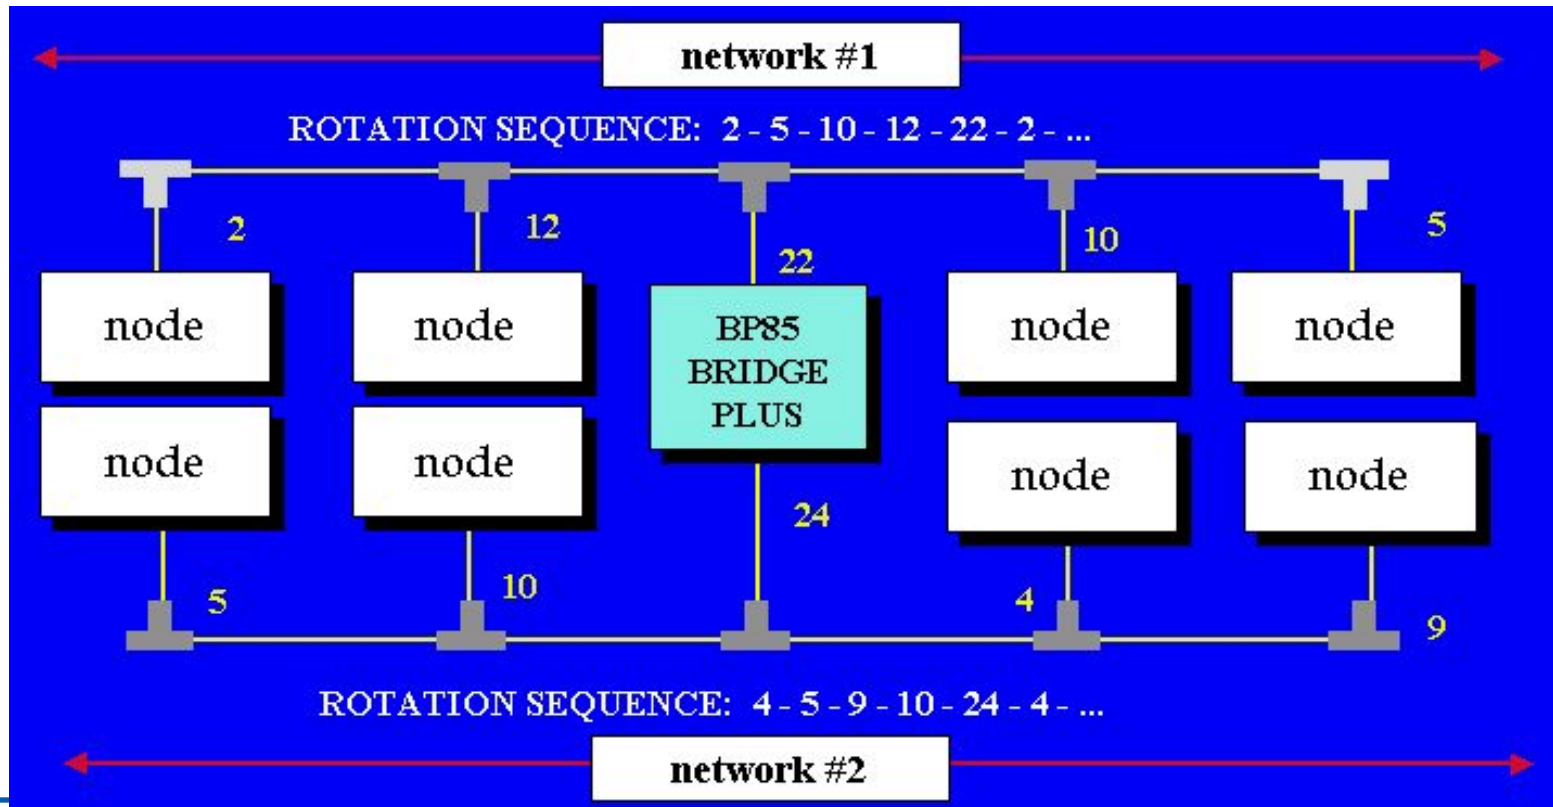 network #1
ROTATION SEQUENCE: 2 - 5 - 10 - 12 - 22 - 2 - ...
2
12
22
10
5
node
node
BP85
BRIDGE
PLUS
node
node
node
node
node
node
5
10
24
4
9
ROTATION SEQUENCE: 4 - 5 - 9 - 10 - 24 - 4 - ...
network #2